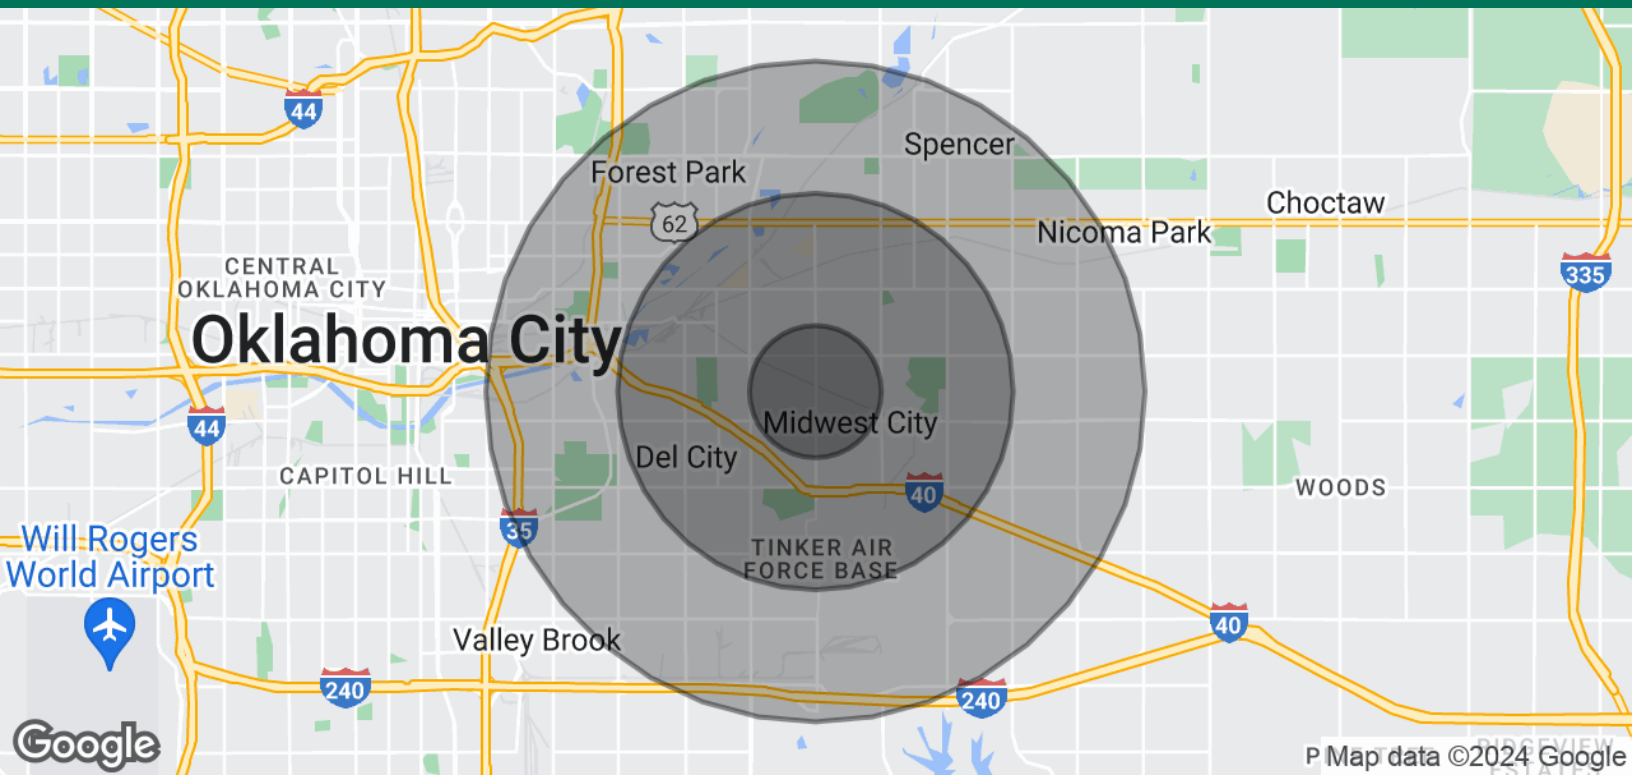 44
Spencer
Forest Park
62
Choctaw
Nicoma Park
335
CENTRAL
OKLAHOMA CITY
Oklahoma City
44
Midwest City
Del City
CAPITOL HILL
40
WOODS
35
Will Rogers
World Airport
TINKER AIR
FORCE BASE
40
Valley Brook
240
240
Google
Map data ©2024 Google